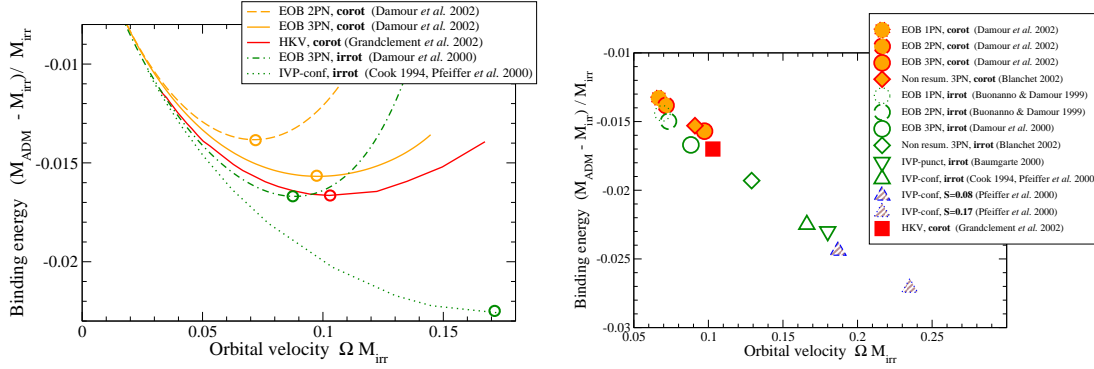 EOB 2PN, corot (Damour et al. 2002)
EOB 3PN, corot (Damour et al. 2002)
HKV, corot (Grandclement et al. 2002)
EOB 3PN, irrot (Damour et al. 2000)
IVP-conf, irrot (Cook 1994, Pfeiffer et al. 2000)
-0.01
-0.015
-0.02
0
0.05
0.1
0.15
Binding energy (M_ADM - M_irr) / M_irr
Orbital velocity Ω M_irr
EOB 1PN, corot (Damour et al. 2002)
EOB 2PN, corot (Damour et al. 2002)
EOB 3PN, corot (Damour et al. 2002)
Non resum. 3PN, corot (Blanchet 2002)
EOB 1PN, irrot (Buonanno & Damour 1999)
EOB 2PN, irrot (Buonanno & Damour 1999)
EOB 3PN, irrot (Damour et al. 2000)
Non resum. 3PN, irrot (Blanchet 2002)
IVP-punct, irrot (Baumgarte 2000)
IVP-conf, irrot (Cook 1994, Pfeiffer et al. 2000)
IVP-conf, S=0.08 (Pfeiffer et al. 2000)
IVP-conf, S=0.17 (Pfeiffer et al. 2000)
HKV, corot (Grandclement et al. 2002)
-0.01
-0.015
-0.02
-0.025
-0.03
0.05
0.1
0.15
0.2
0.25
Binding energy (M_ADM - M_irr) / M_irr
Orbital velocity Ω M_irr